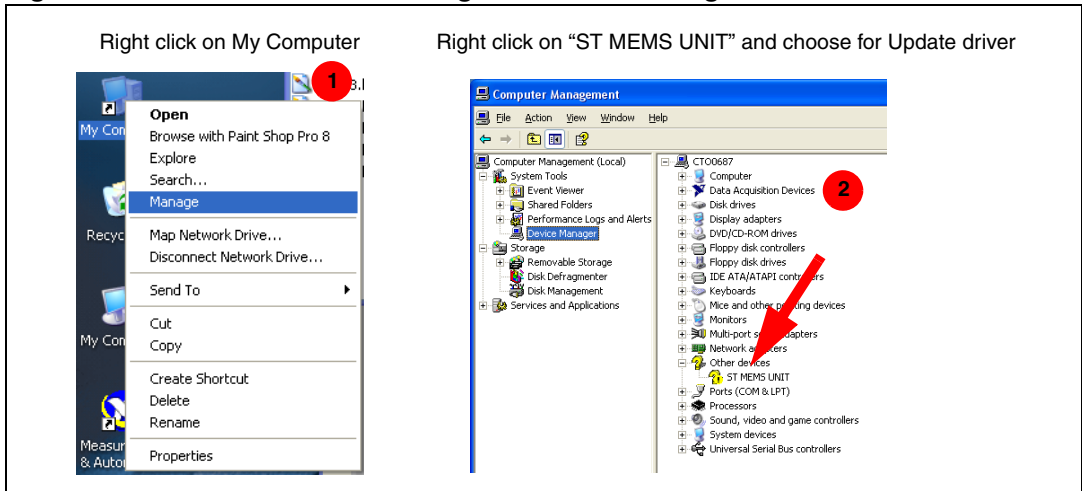 Right click on My Computer
Right click on “ST MEMS UNIT” and choose for Update driver
1
3.
My Con
Open
Browse with Paint Shop Pro 8
Explore
Search...
Manage
Map Network Drive...
Disconnect Network Drive...
Send To
Cut
Copy
Create Shortcut
Delete
Rename
Properties
Recyc
My Con
Measur
& Autor
Computer Management
File Action View Window Help
Computer Management (Local)
System Tools
Event Viewer
Shared Folders
Performance Logs and Alerts
Device Manager
Storage
Removable Storage
Disk Defragmenter
Disk Management
Services and Applications
2
CTO0687
Computer
Data Acquisition Devices
Disk drives
Display adapters
DVD/CD-ROM drives
Floppy disk controllers
Floppy disk drives
IDE ATA/ATAPI controllers
Keyboards
Mice and other pointing devices
Monitors
Multi-port serial adapters
Network adapters
Other devices
ST MEMS UNIT
Ports (COM & LPT)
Processors
Sound, video and game controllers
System devices
Universal Serial Bus controllers